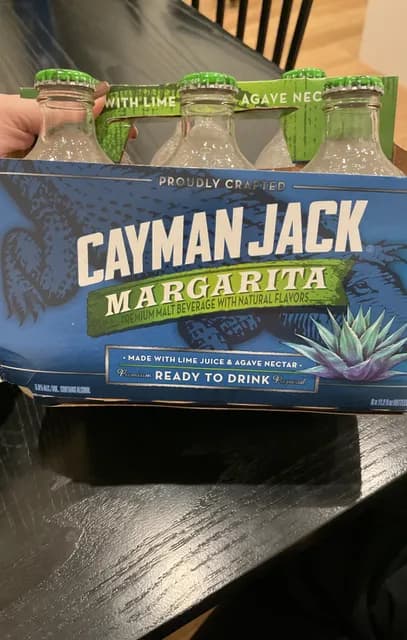 WITH LIME AGAVE NEC
PROUDLY CRAFTED
CAYMAN JACK
MARGARITA
PREMIUM MALT BEVERAGE WITH NATURAL FLAVORS
• MADE WITH LIME JUICE & AGAVE NECTAR •
Premium READY TO DRINK